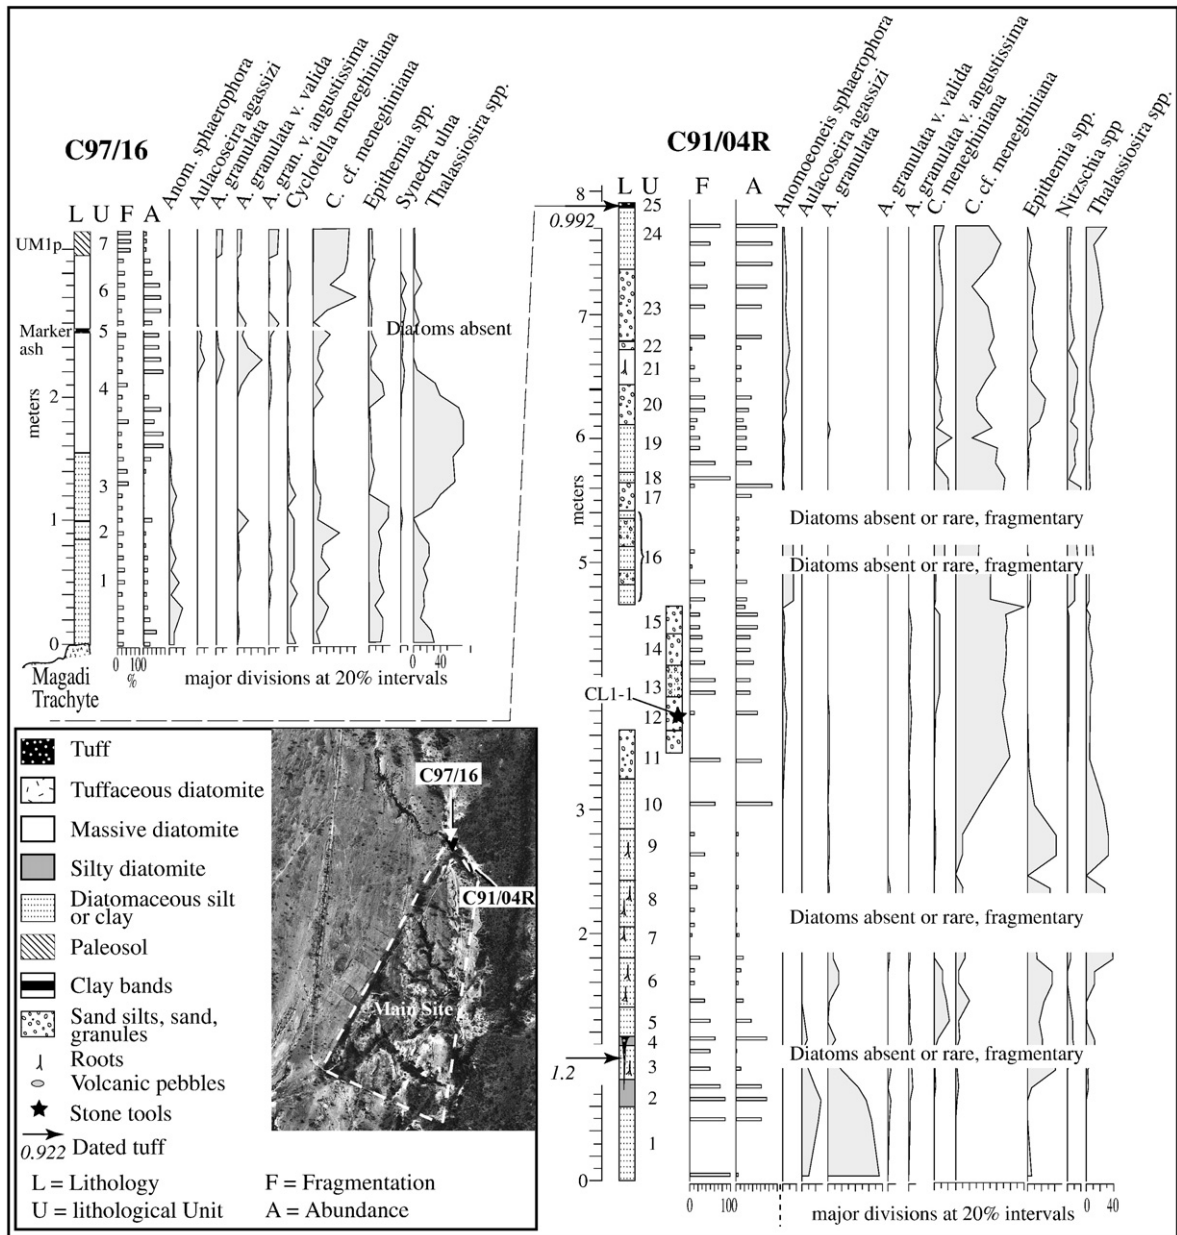 C97/16
L U F A
Anom. sphaerophora
Aulacoseira agassizi
A. granulata
A. granulata v. valida
A. gran. v. angustissima
Cyclotella meneghiniana
C. cf. meneghiniana
Epithemia spp.
Synedra ulna
Thalassiosira spp.
UM1p
Marker
ash
7
6
5
4
3
2
1
2
1
0
meters
Diatoms absent
Magadi
Trachyte
0 100
%
0 40
major divisions at 20% intervals
C91/04R
L U F A
Anomoeoneis sphaerophora
Aulacoseira agassizi
A. granulata
A. granulata v. valida
A. granulata v. angustissima
C. meneghiniana
C. cf. meneghiniana
Epithemia spp.
Nitzschia spp
Thalassiosira spp.
8
7
6
5
3
2
0
meters
0.992
25
24
23
22
21
20
19
18
17
16
15
14
13
12
11
10
9
8
7
6
5
4
3
2
1
CL1-1
1.2
Diatoms absent or rare, fragmentary
Diatoms absent or rare, fragmentary
Diatoms absent or rare, fragmentary
Diatoms absent or rare, fragmentary
0 100
0 40
major divisions at 20% intervals
Tuff
Tuffaceous diatomite
Massive diatomite
Silty diatomite
Diatomaceous silt
or clay
Paleosol
Clay bands
Sand silts, sand,
granules
Roots
Volcanic pebbles
Stone tools
0.922 Dated tuff
L = Lithology F = Fragmentation
U = lithological Unit A = Abundance
C97/16
C91/04R
Main Site